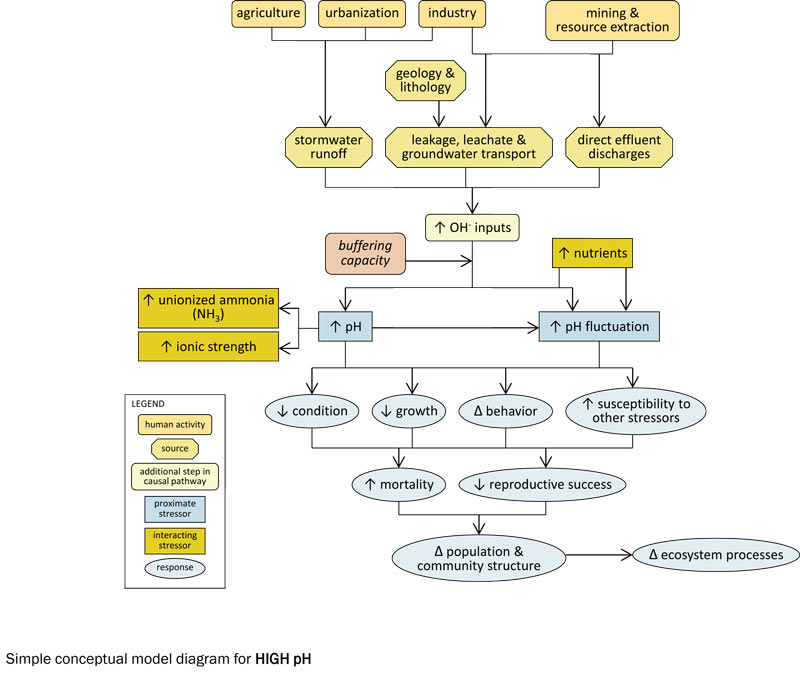 agriculture
urbanization
industry
mining &
resource extraction
geology &
lithology
stormwater
runoff
leakage, leachate &
groundwater transport
direct effluent
discharges
↑ OH⁻ inputs
buffering
capacity
↑ nutrients
↑ unionized ammonia
(NH₃)
↑ ionic strength
↑ pH
↑ pH fluctuation
↓ condition
↓ growth
Δ behavior
↑ susceptibility to
other stressors
↑ mortality
↓ reproductive success
Δ population &
community structure
Δ ecosystem processes
LEGEND
human activity
source
additional step in
causal pathway
proximate
stressor
interacting
stressor
response
Simple conceptual model diagram for HIGH pH